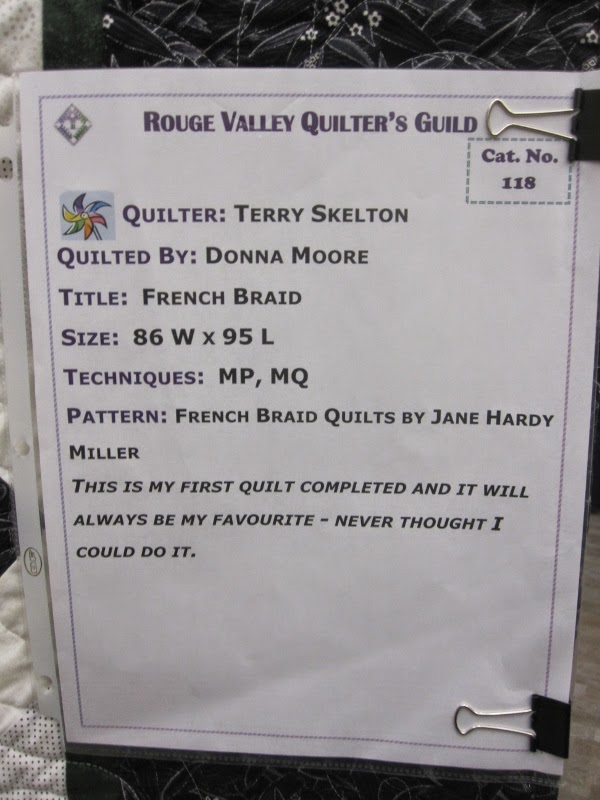 Rouge Valley Quilter's Guild
Cat. No.
118
Quilter: Terry Skelton
Quilted By: Donna Moore
Title: French Braid
Size: 86 W x 95 L
Techniques: MP, MQ
Pattern: French Braid Quilts by Jane Hardy
Miller
This is my first quilt completed and it will
always be my favourite - never thought I
could do it.